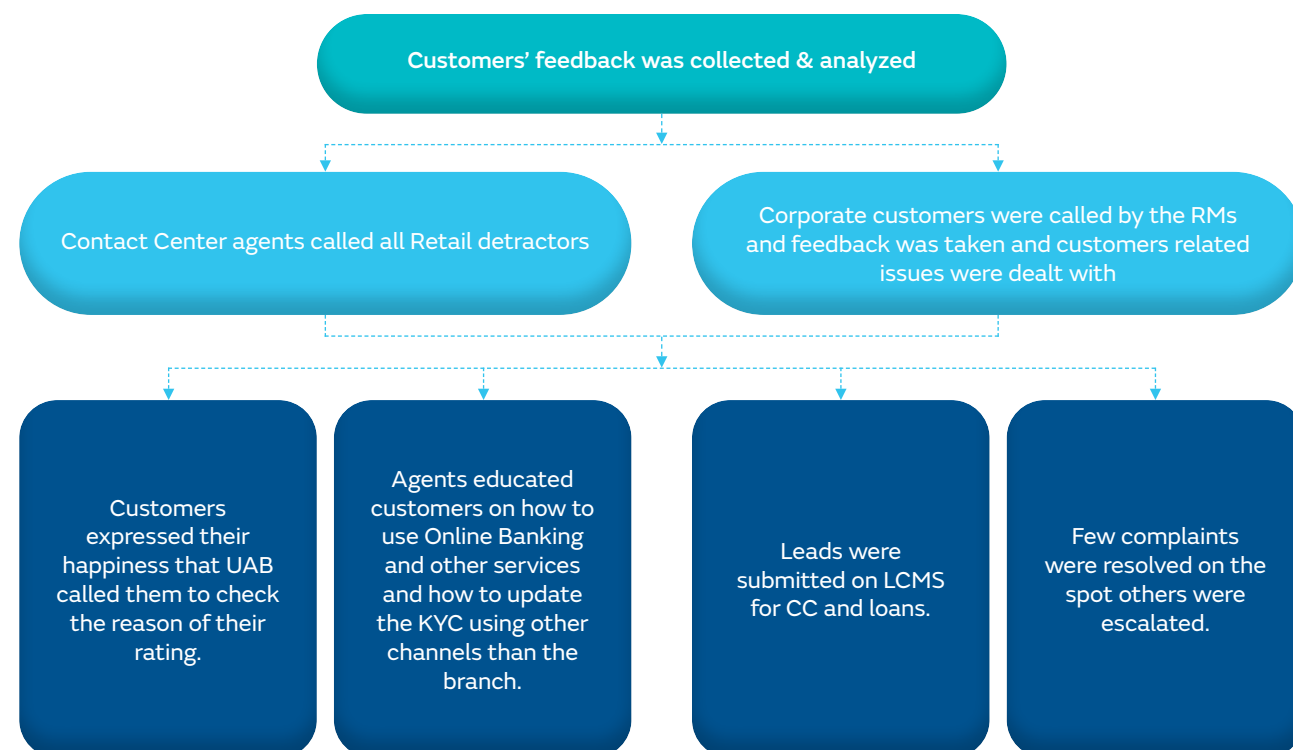 Customers’ feedback was collected & analyzed
Contact Center agents called all Retail detractors
Corporate customers were called by the RMs
and feedback was taken and customers related
issues were dealt with
Customers
expressed their
happiness that UAB
called them to check
the reason of their
rating.
Agents educated
customers on how to
use Online Banking
and other services
and how to update
the KYC using other
channels than the
branch.
Leads were
submitted on LCMS
for CC and loans.
Few complaints
were resolved on the
spot others were
escalated.